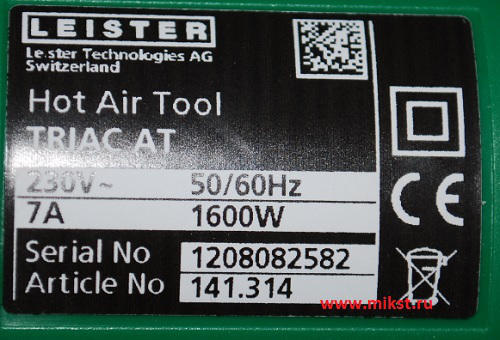 LEISTER
Leister Technologies AG
Switzerland
Hot Air Tool
TRIAC AT
230V~ 50/60Hz
7A 1600W
Serial No 1208082582
Article No 141.314
CE
www.mikst.ru